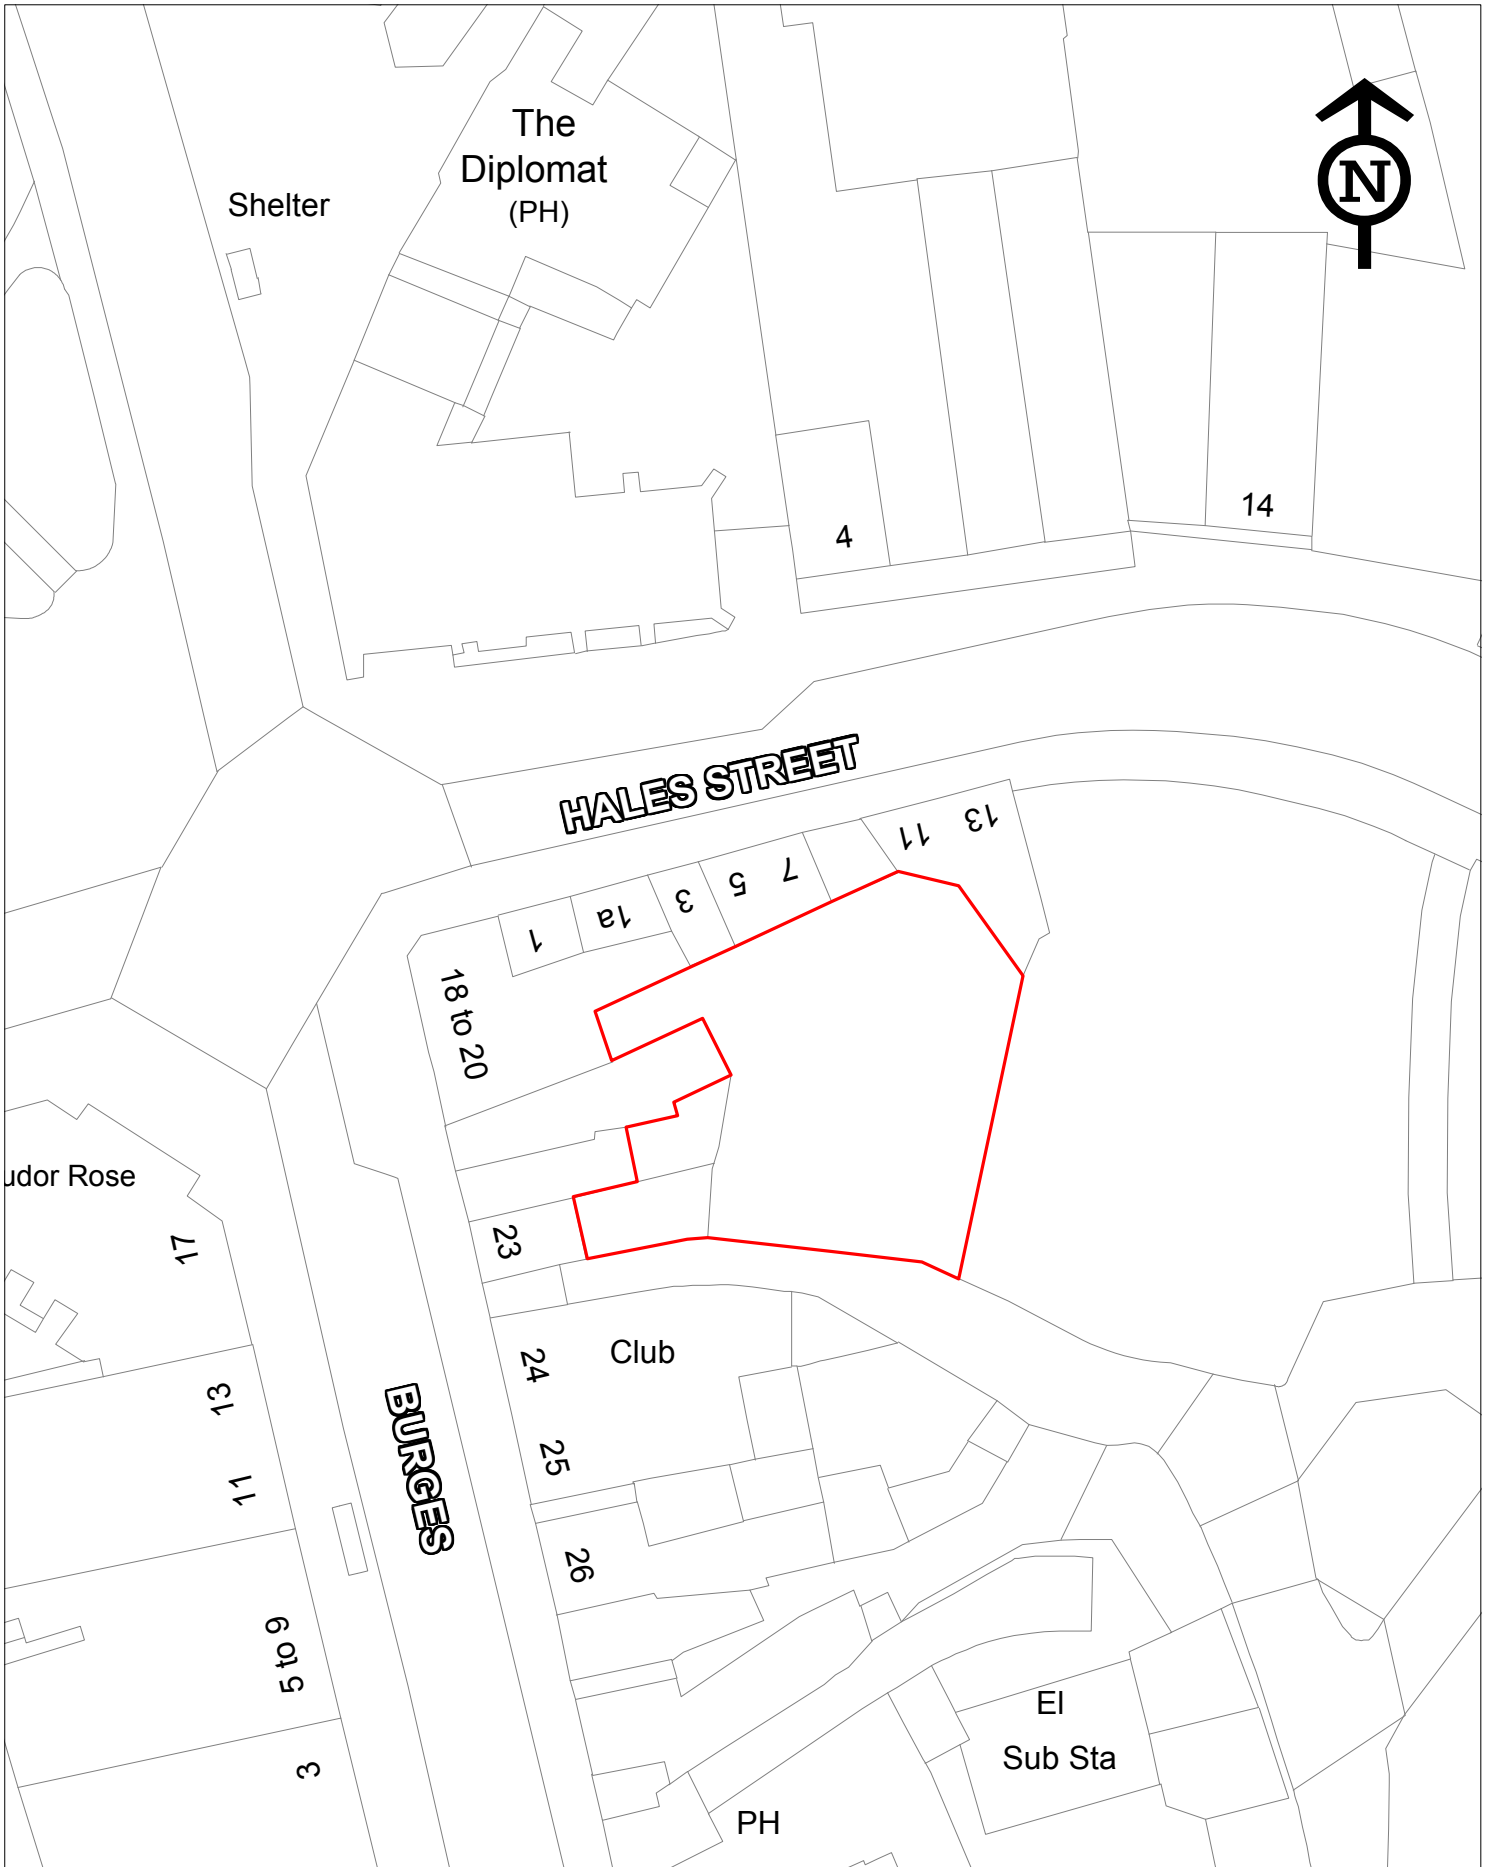 The
Diplomat
(PH)
Shelter
N
14
4
HALES STREET
13
11
7
5
3
1a
1
18 to 20
udor Rose
17
23
24
Club
13
25
11
BURGES
26
5 to 9
3
El
Sub Sta
PH